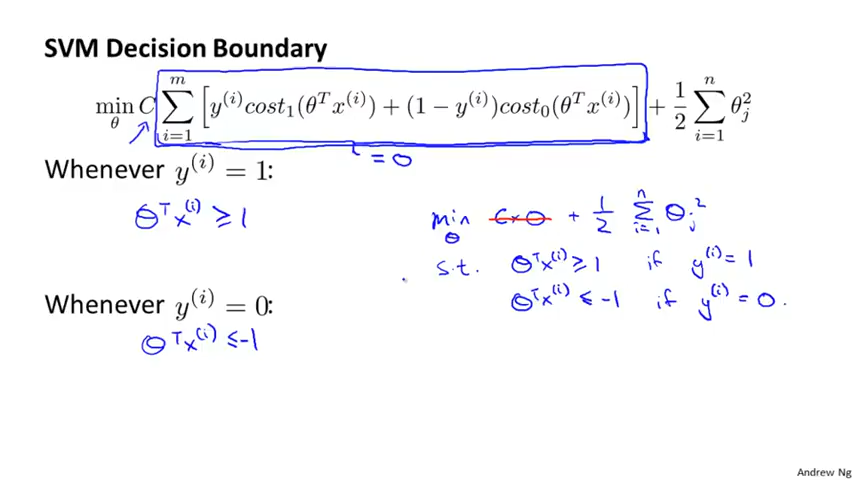 SVM Decision Boundary
min_θ C Σ_{i=1}^{m} [y^{(i)} cost_1(θ^T x^{(i)}) + (1 − y^{(i)}) cost_0(θ^T x^{(i)})] + 1/2 Σ_{i=1}^{n} θ_j^2
= 0
Whenever y^{(i)} = 1:
θ^T x^{(i)} ≥ 1
min_θ C×0 + 1/2 Σ_{i=1}^{n} θ_j^2
s.t. θ^T x^{(i)} ≥ 1 if y^{(i)} = 1
θ^T x^{(i)} ≤ -1 if y^{(i)} = 0.
Whenever y^{(i)} = 0:
θ^T x^{(i)} ≤ -1
Andrew Ng